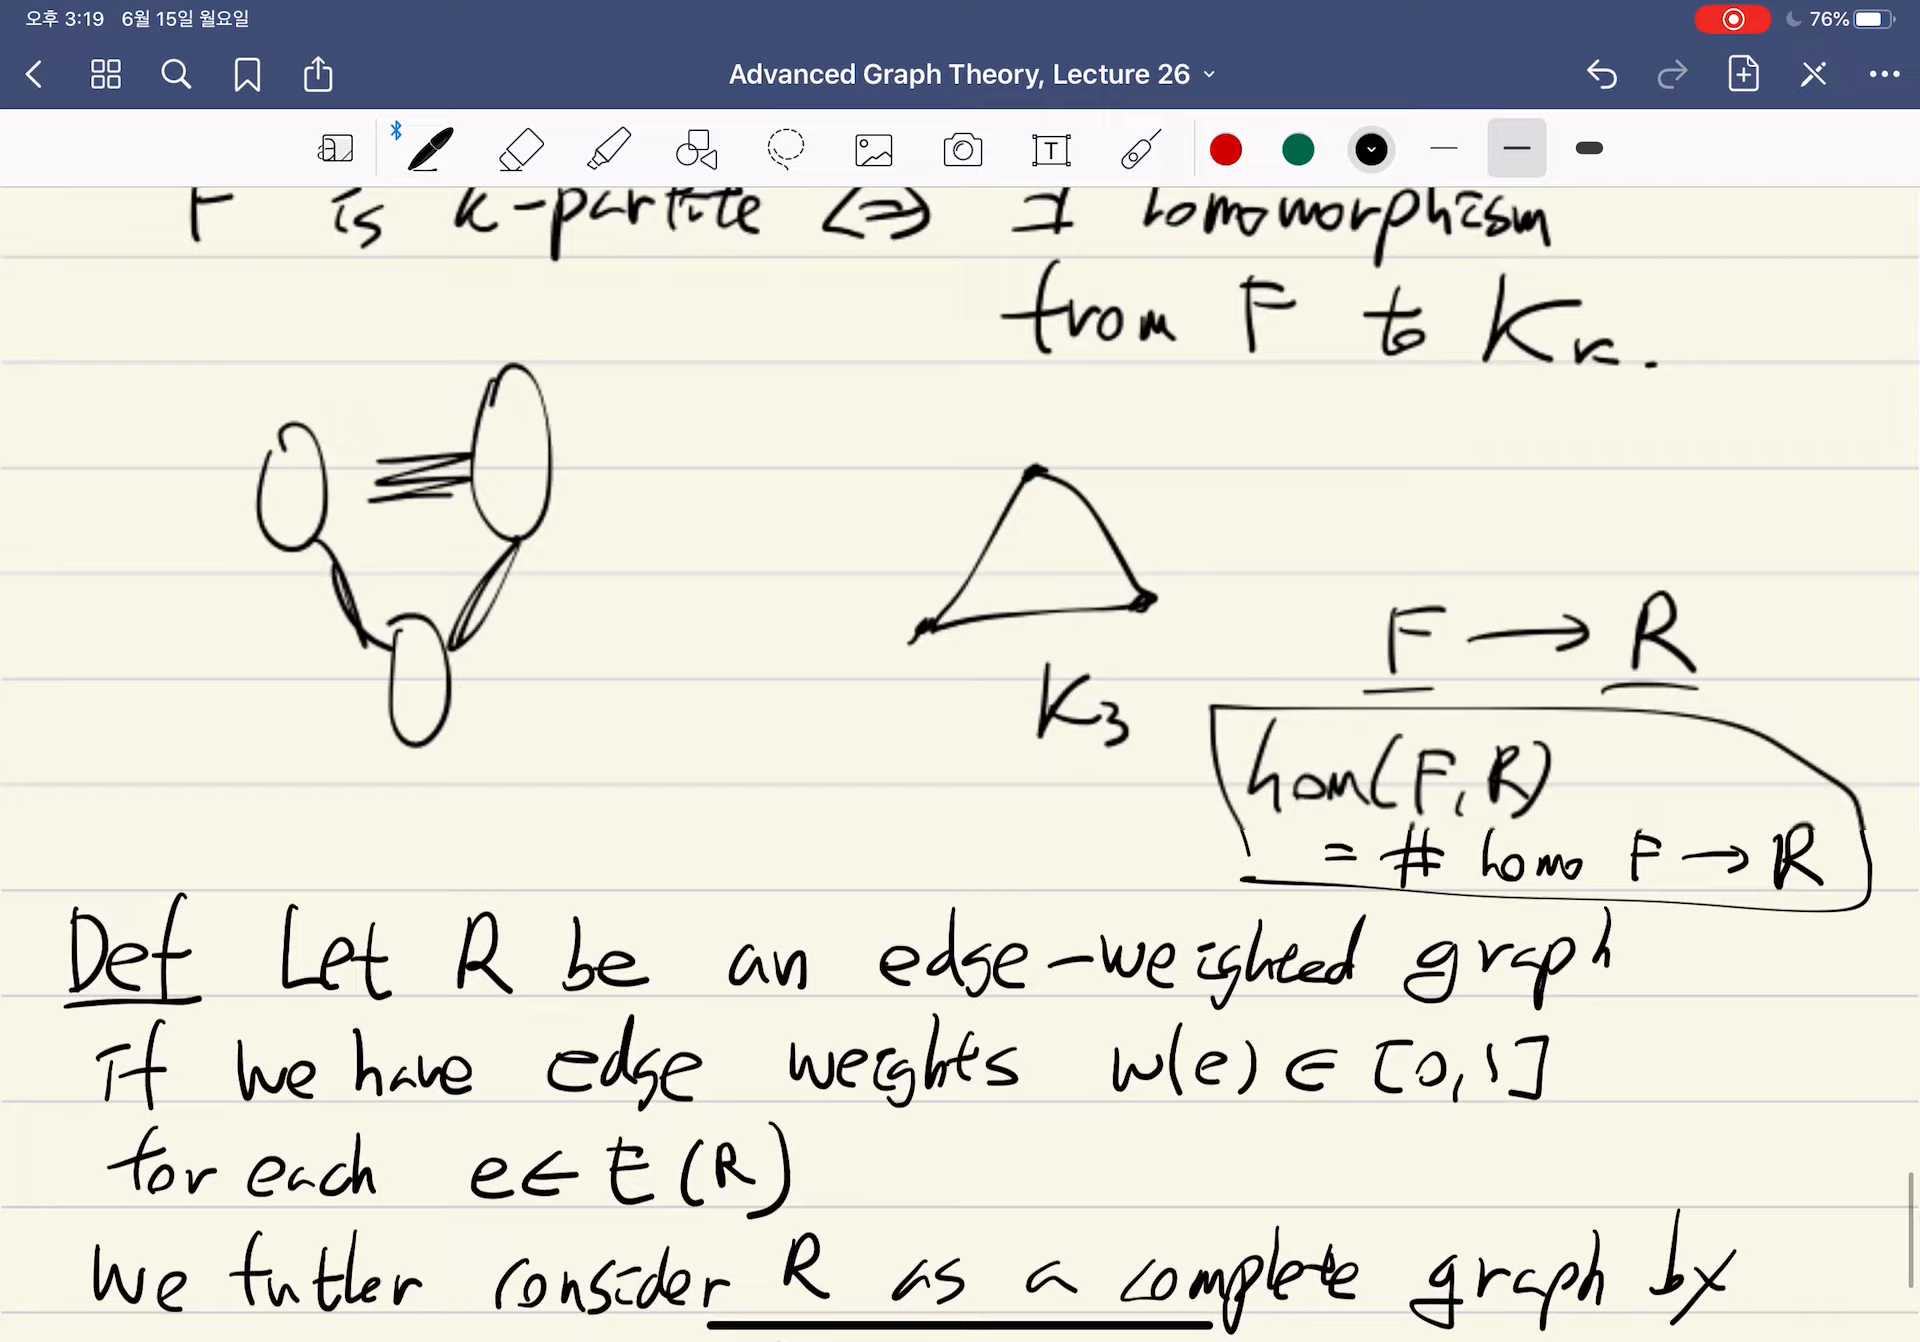 오후 3:19 6월 15일 월요일
76%
Advanced Graph Theory, Lecture 26
F is k-partite ⇔ ∃ homomorphism
from F to Kₖ.
K₃
F → R
hom(F, R)
= # homo F → R
Def Let R be an edge-weighted graph
if we have edge weights w(e) ∈ [0, 1]
for each e ∈ E(R)
We futher consider R as a complete graph by